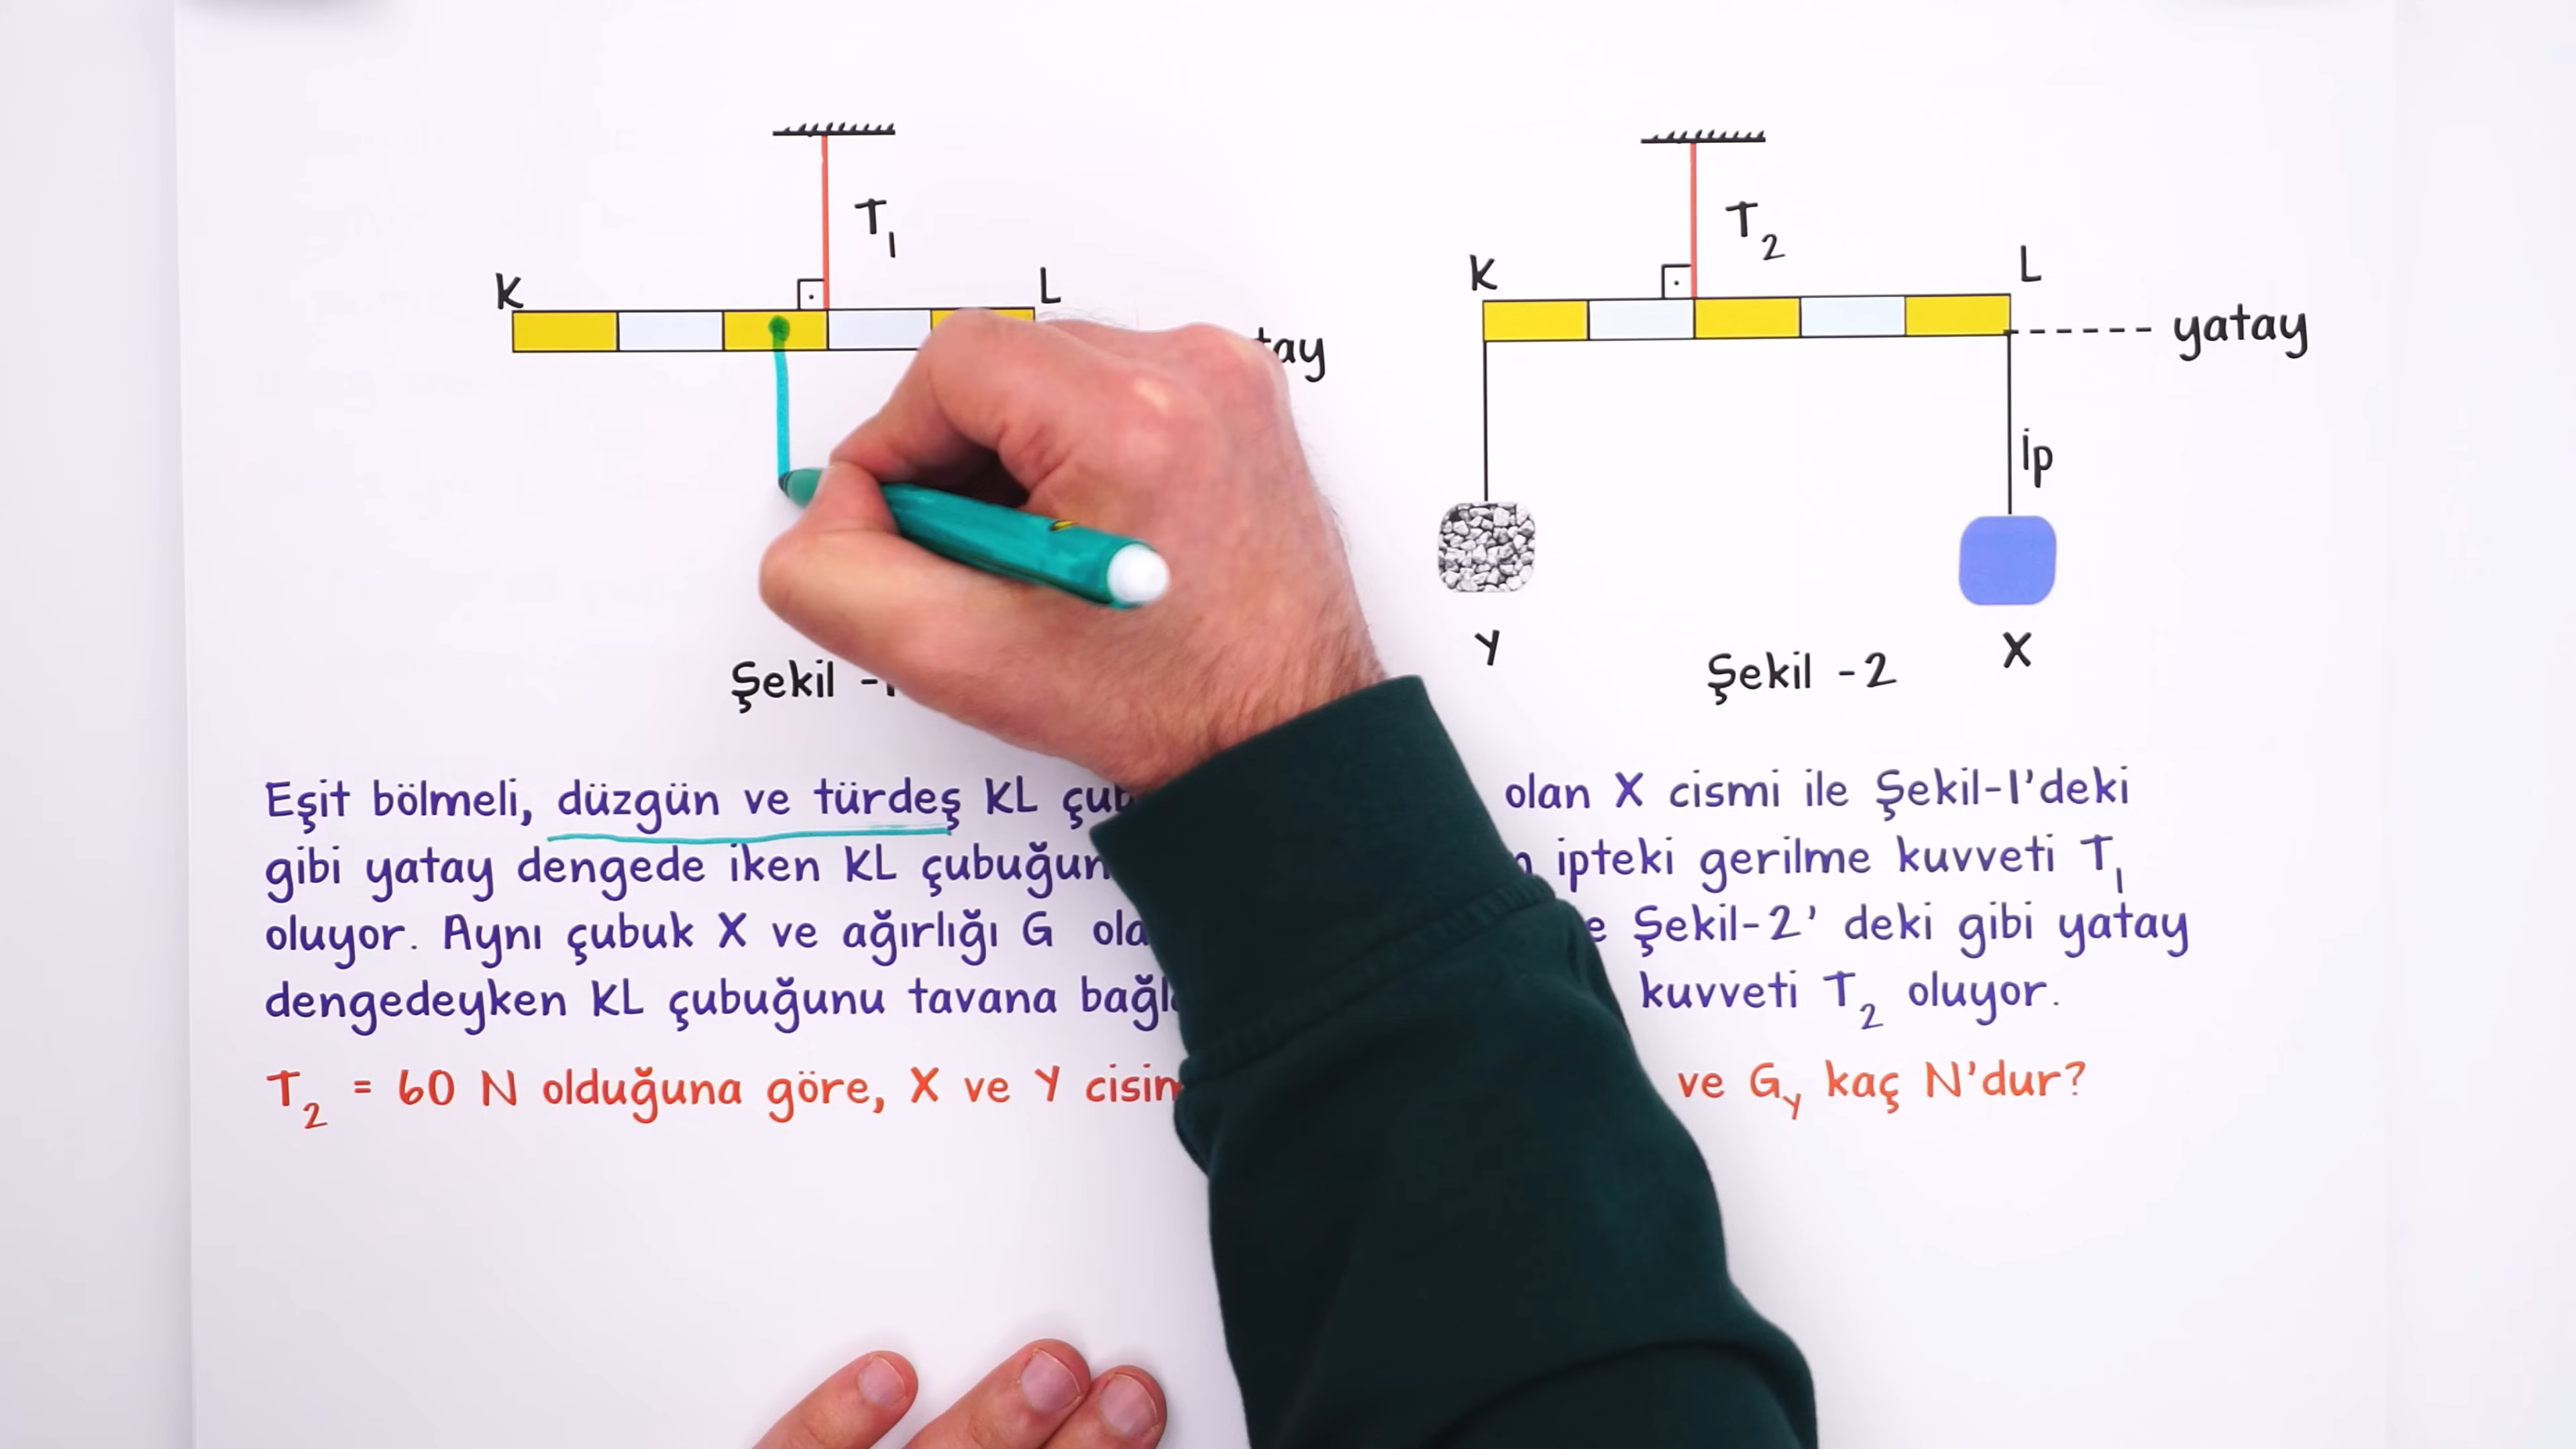 T1
K
L
tay
Şekil -1
T2
K
L
yatay
İp
Y
X
Şekil -2
Eşit bölmeli, düzgün ve türdeş KL çub olan X cismi ile Şekil-1'deki
gibi yatay dengede iken KL çubuğun ipteki gerilme kuvveti T1
oluyor. Aynı çubuk X ve ağırlığı G ola Şekil-2' deki gibi yatay
dengedeyken KL çubuğunu tavana bağl kuvveti T2 oluyor.
T2 = 60 N olduğuna göre, X ve Y cisim ve Gy kaç N'dur?